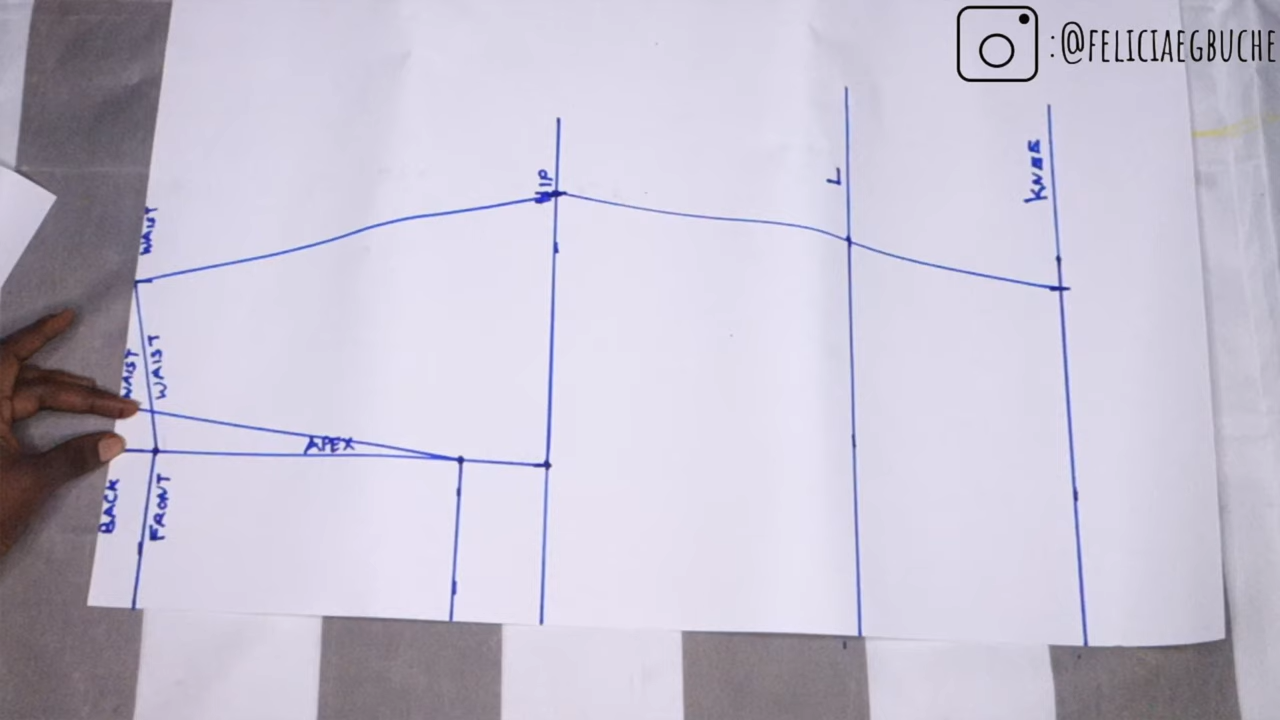 :@FELICIAEGBUCHE
WAIST
HIP
L
KNEE
WAIST
WAIST
APEX
BACK
FRONT